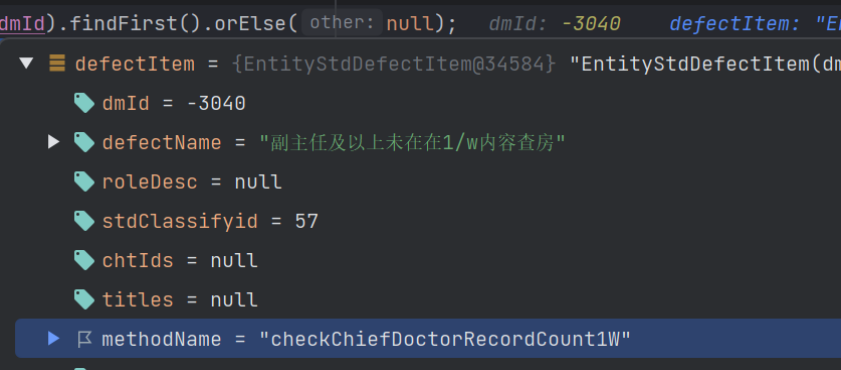 dmId).findFirst().orElse( other: null);   dmId: -3040   defectItem: "E
defectItem = {EntityStdDefectItem@34584} "EntityStdDefectItem(dm
dmId = -3040
defectName = "副主任及以上未在在1/w内容查房"
roleDesc = null
stdClassifyid = 57
chtIds = null
titles = null
methodName = "checkChiefDoctorRecordCount1W"